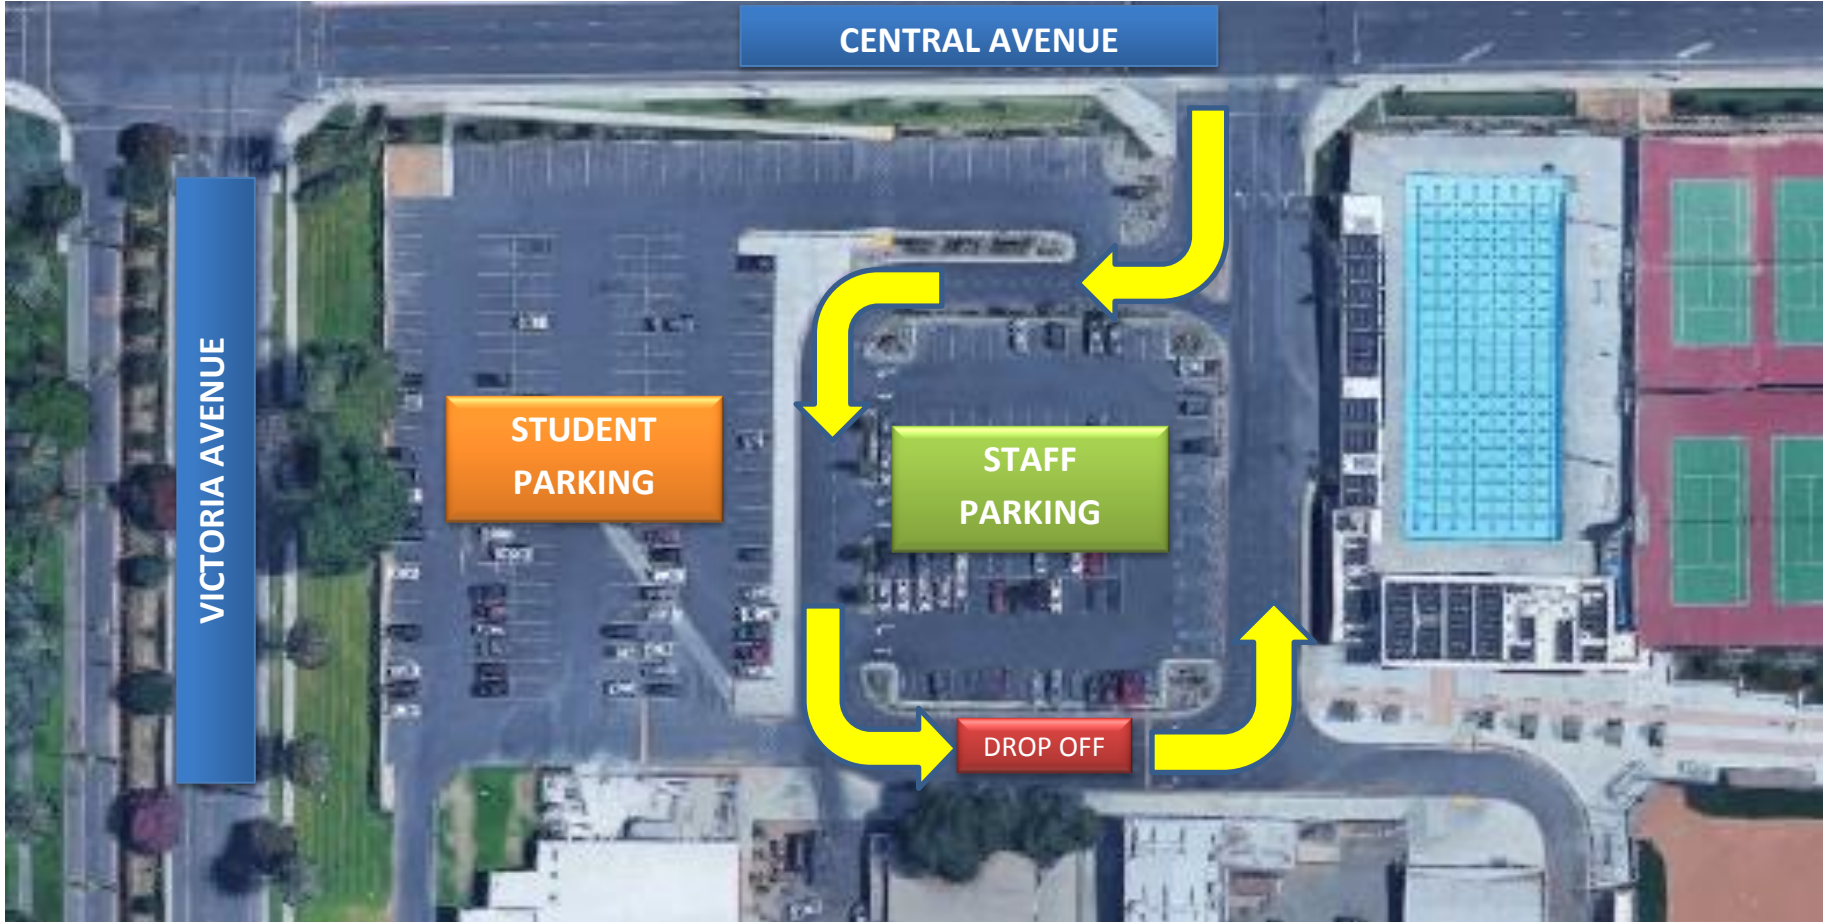 CENTRAL AVENUE
VICTORIA AVENUE
STUDENT
PARKING
STAFF
PARKING
DROP OFF